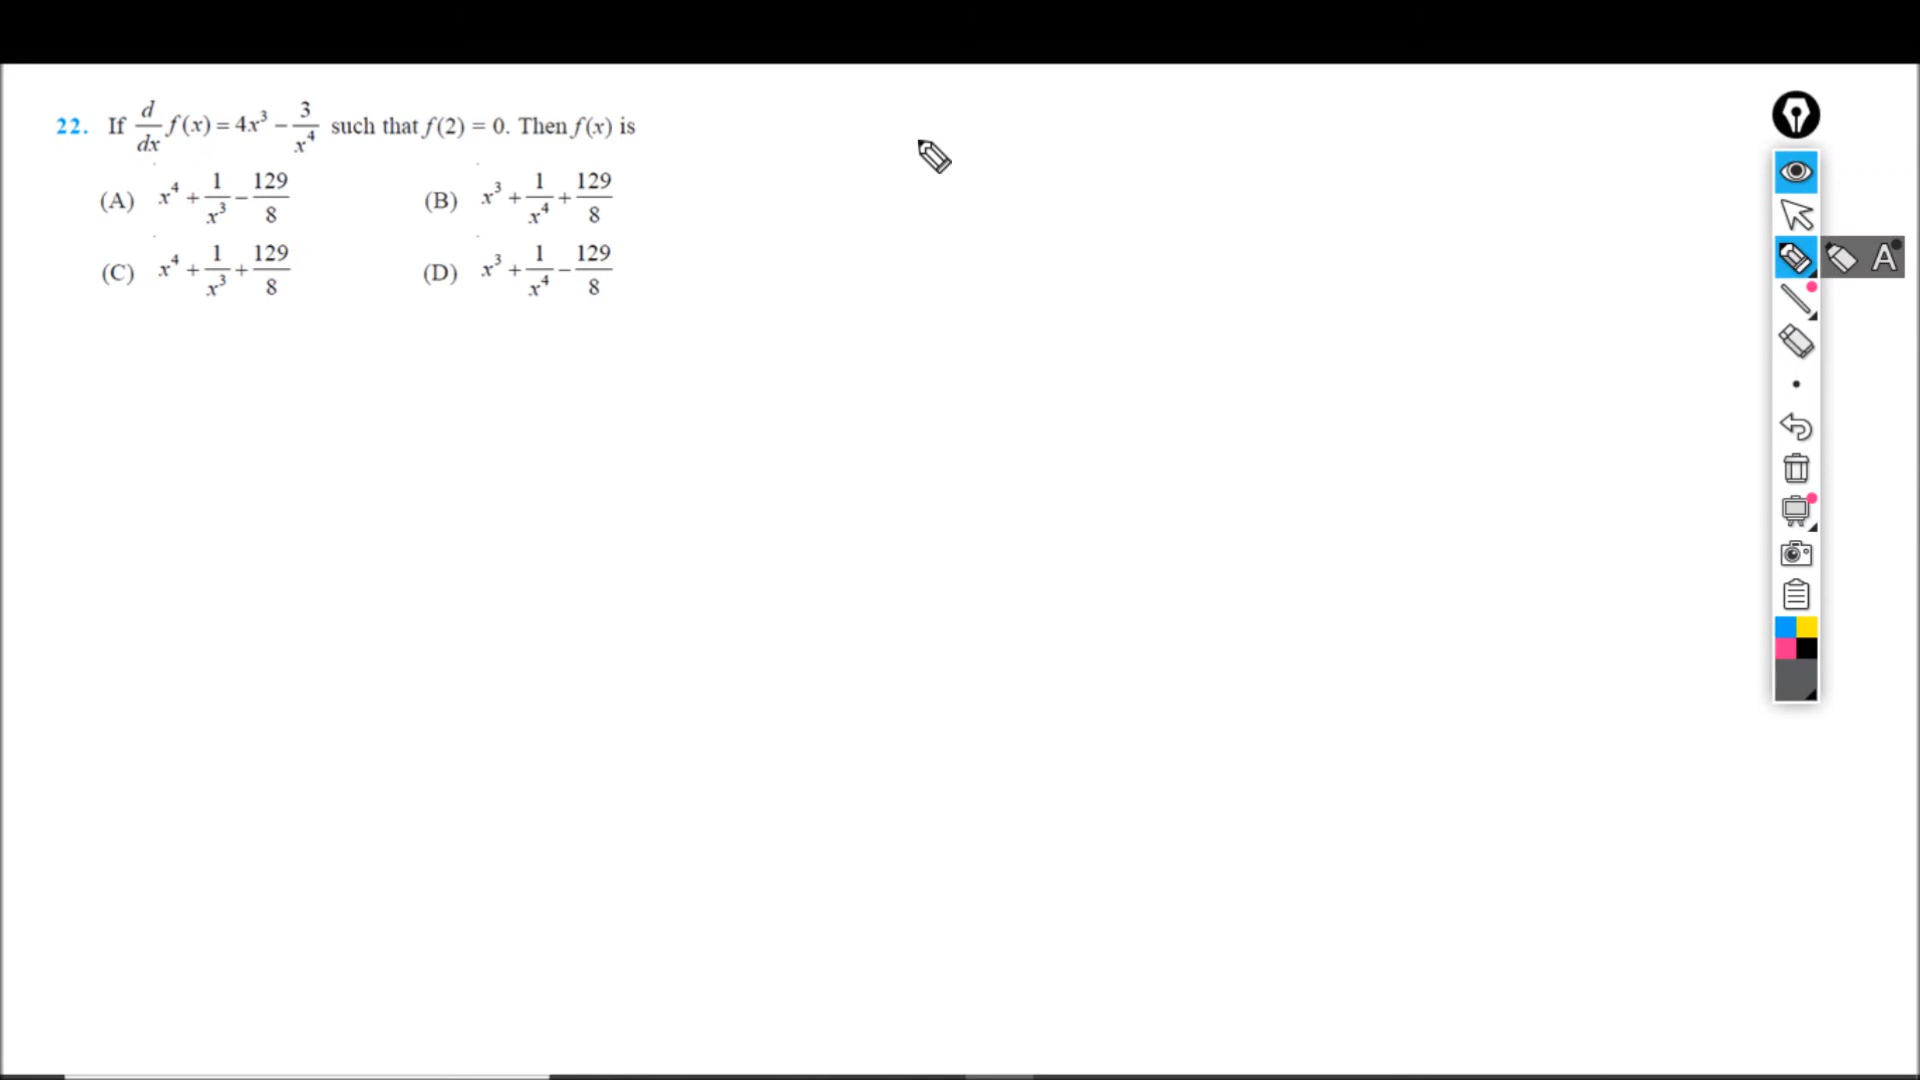 22. If d/dx f(x) = 4x³ − 3/x⁴ such that f(2) = 0. Then f(x) is
(A) x⁴ + 1/x³ − 129/8 (B) x³ + 1/x⁴ + 129/8
(C) x⁴ + 1/x³ + 129/8 (D) x³ + 1/x⁴ − 129/8
A